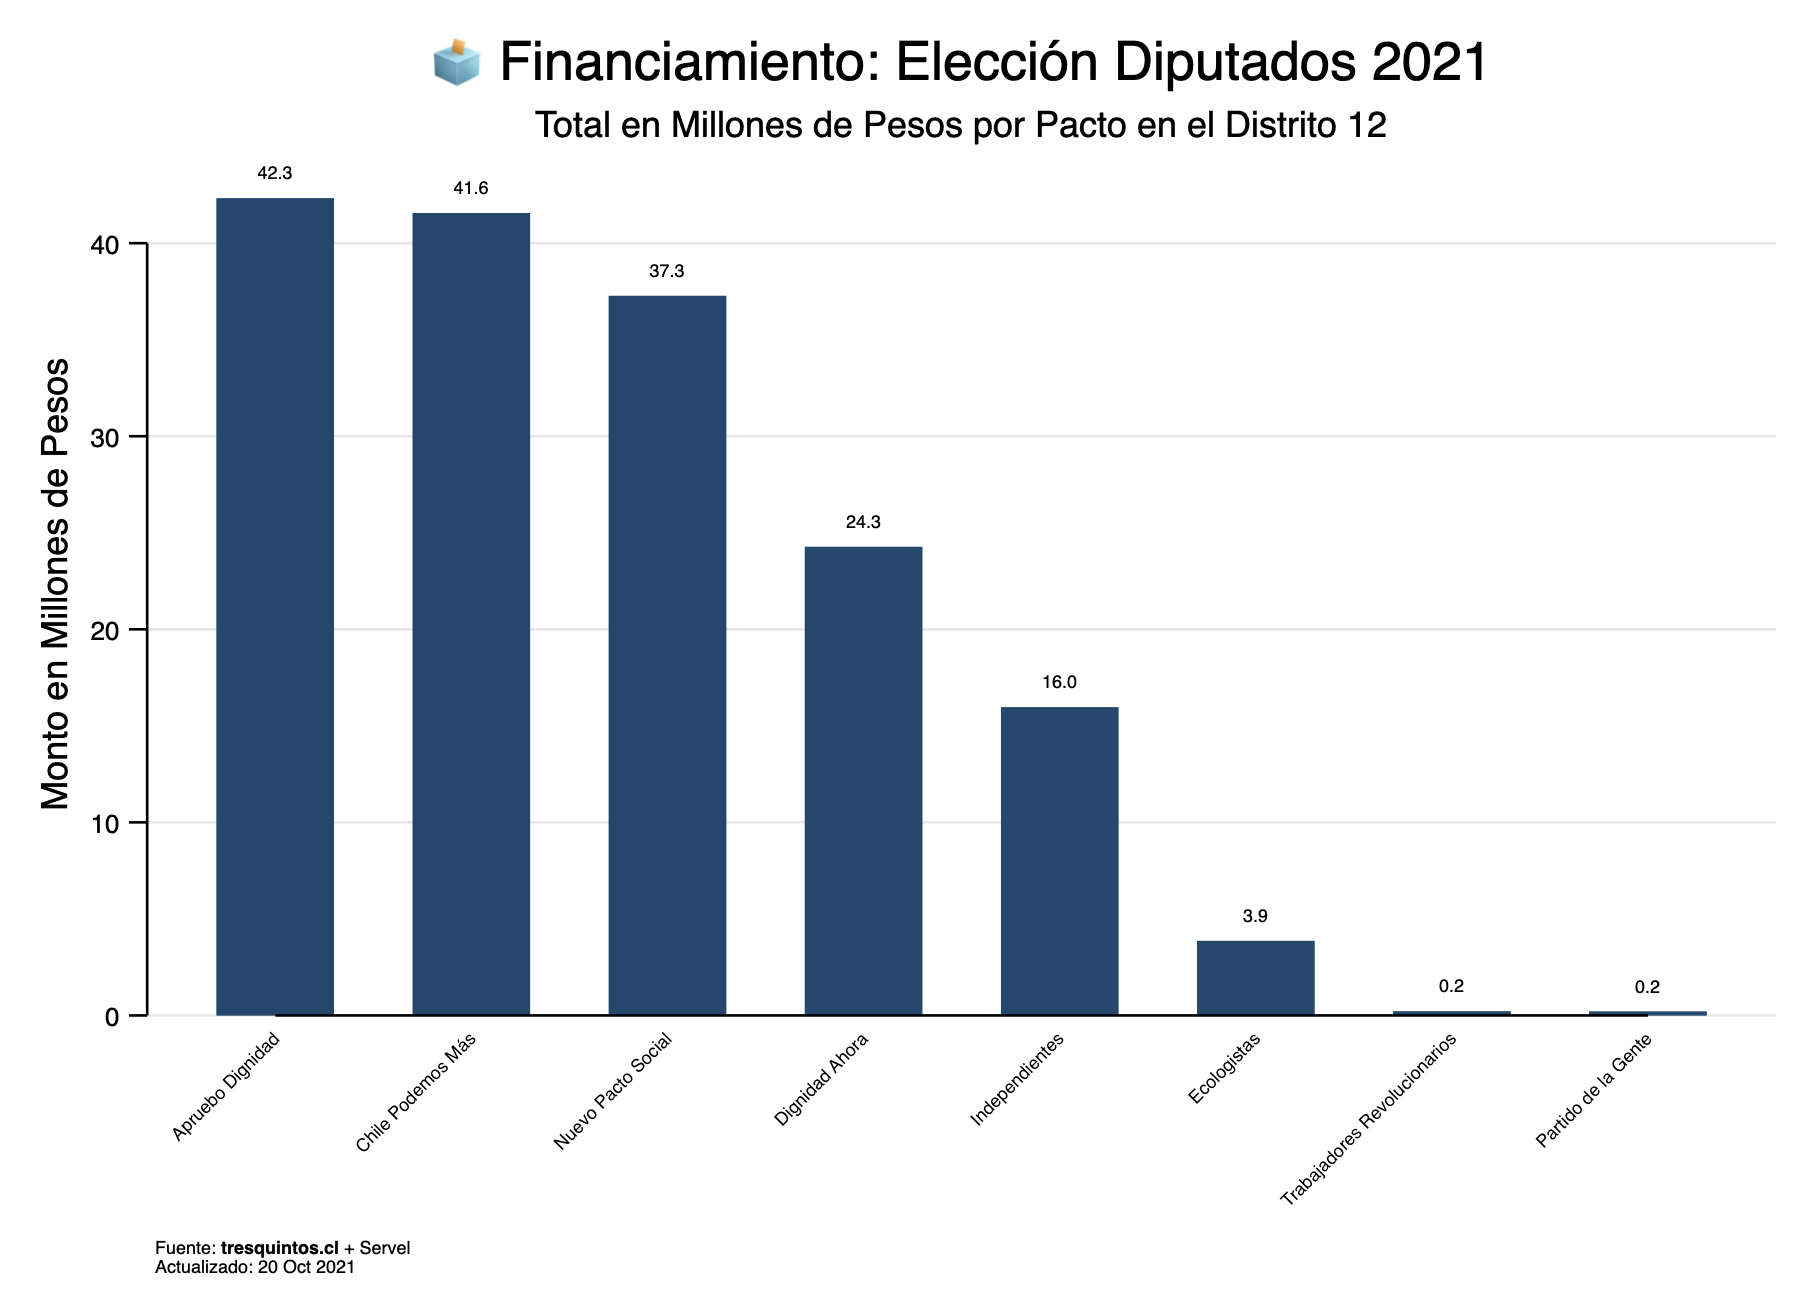 Financiamiento: Elección Diputados 2021
Total en Millones de Pesos por Pacto en el Distrito 12
Monto en Millones de Pesos
40
30
20
10
0
42.3
41.6
37.3
24.3
16.0
3.9
0.2
0.2
Apruebo Dignidad
Chile Podemos Más
Nuevo Pacto Social
Dignidad Ahora
Independientes
Ecologistas
Trabajadores Revolucionarios
Partido de la Gente
Fuente: tresquintos.cl + Servel
Actualizado: 20 Oct 2021